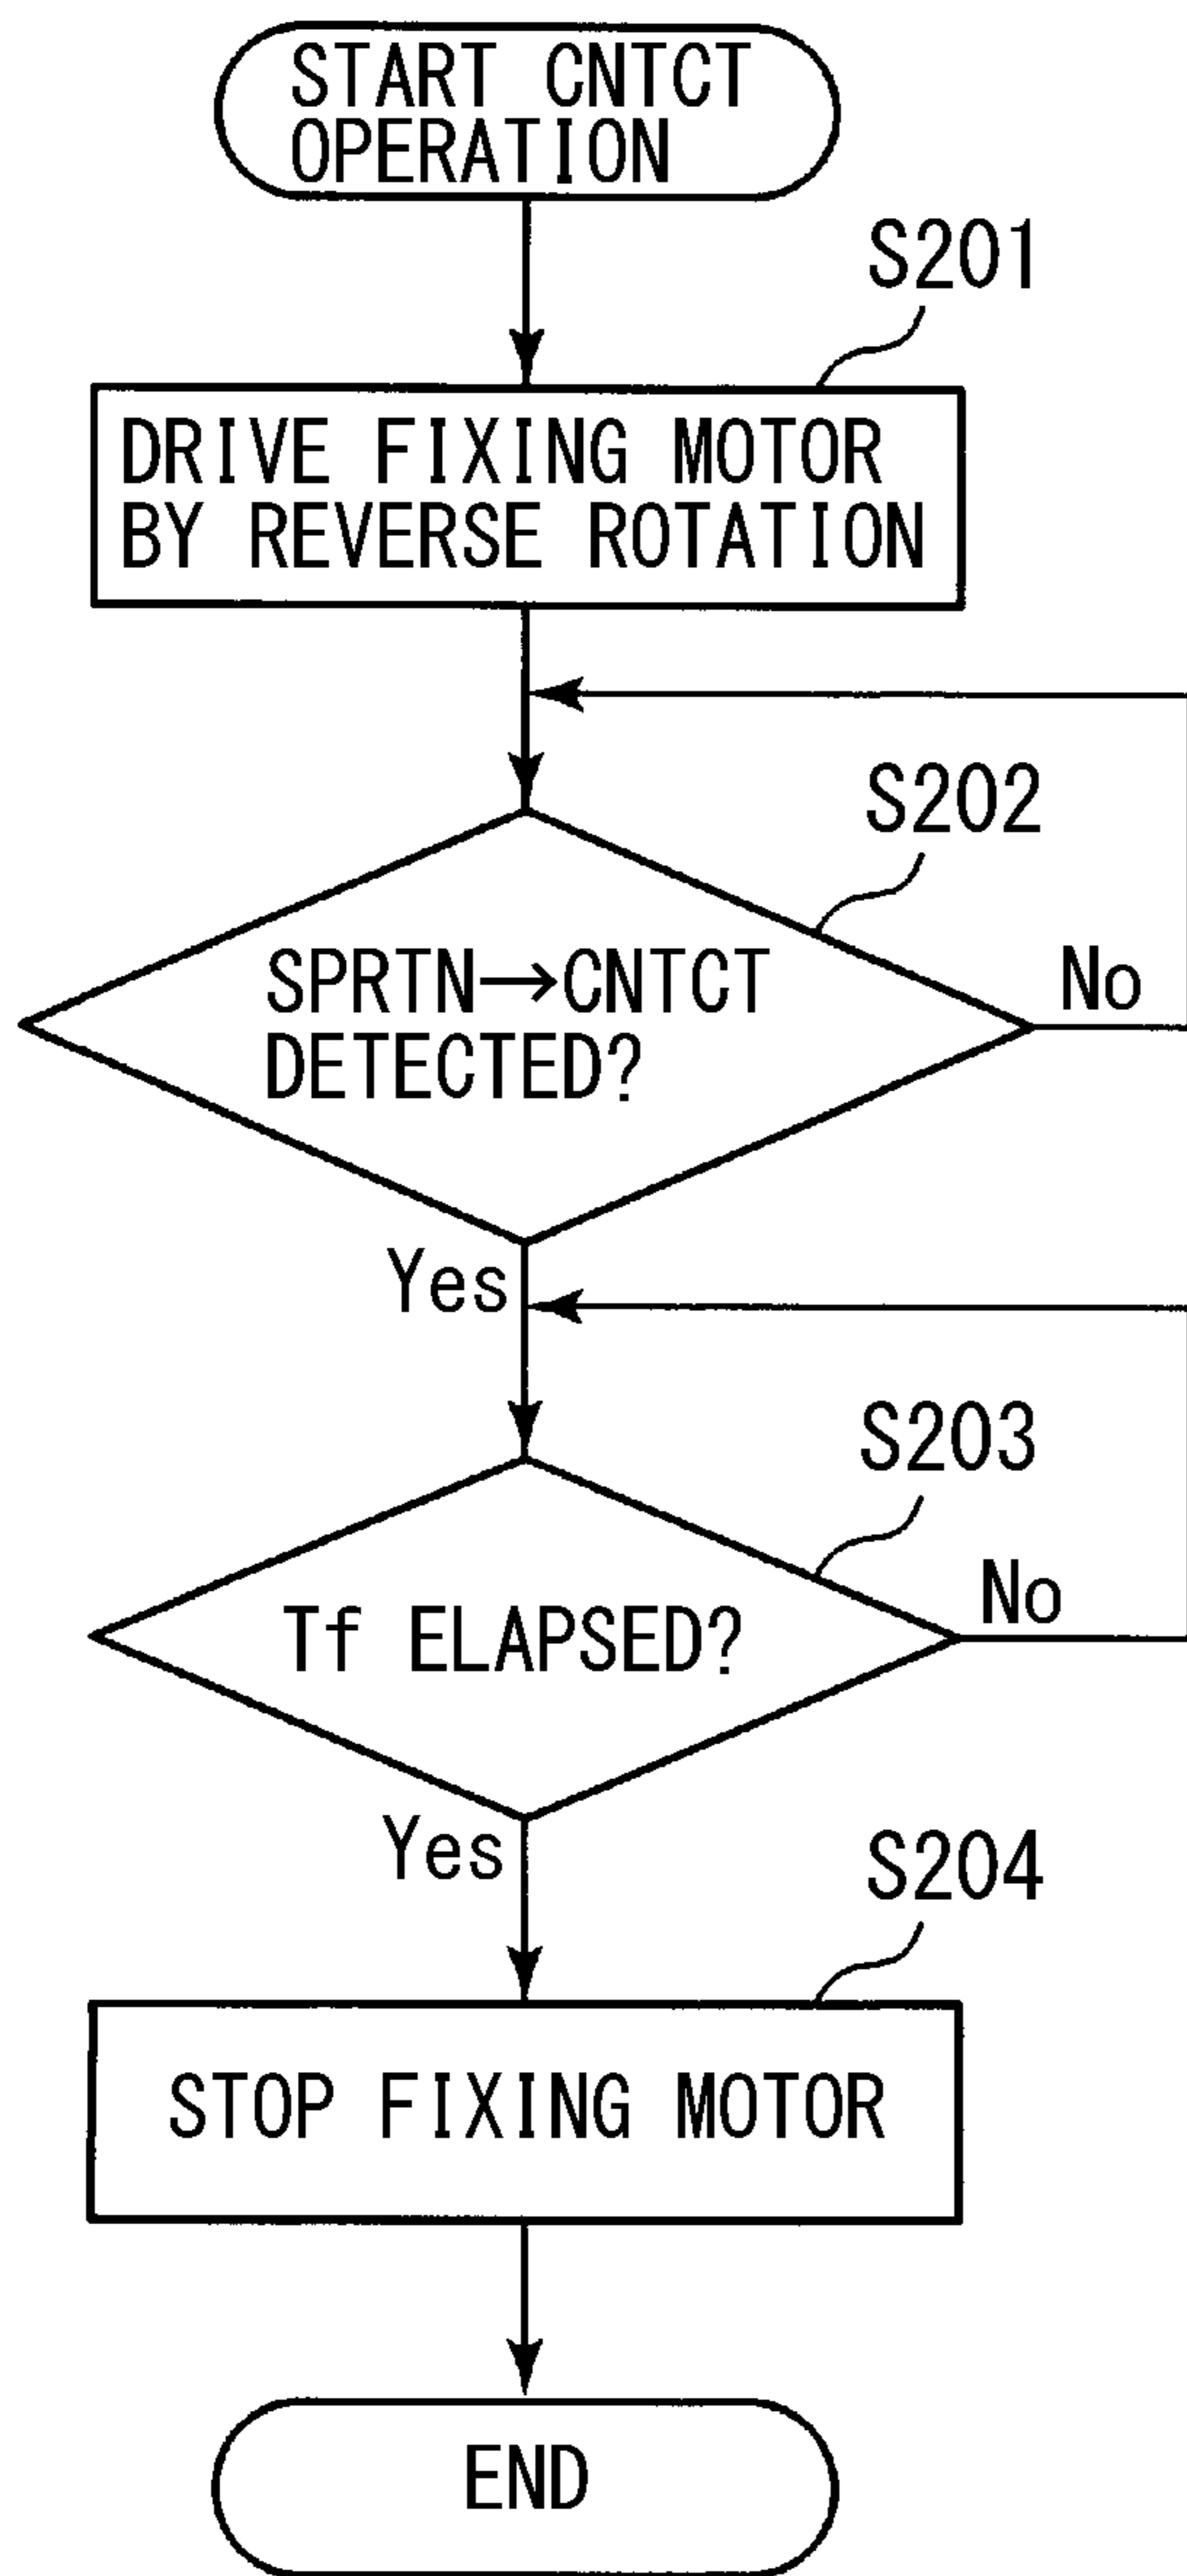 START CNTCT
OPERATION
S201
DRIVE FIXING MOTOR
BY REVERSE ROTATION
S202
SPRTN→CNTCT
DETECTED?
No
Yes
S203
Tf ELAPSED?
No
Yes
S204
STOP FIXING MOTOR
END